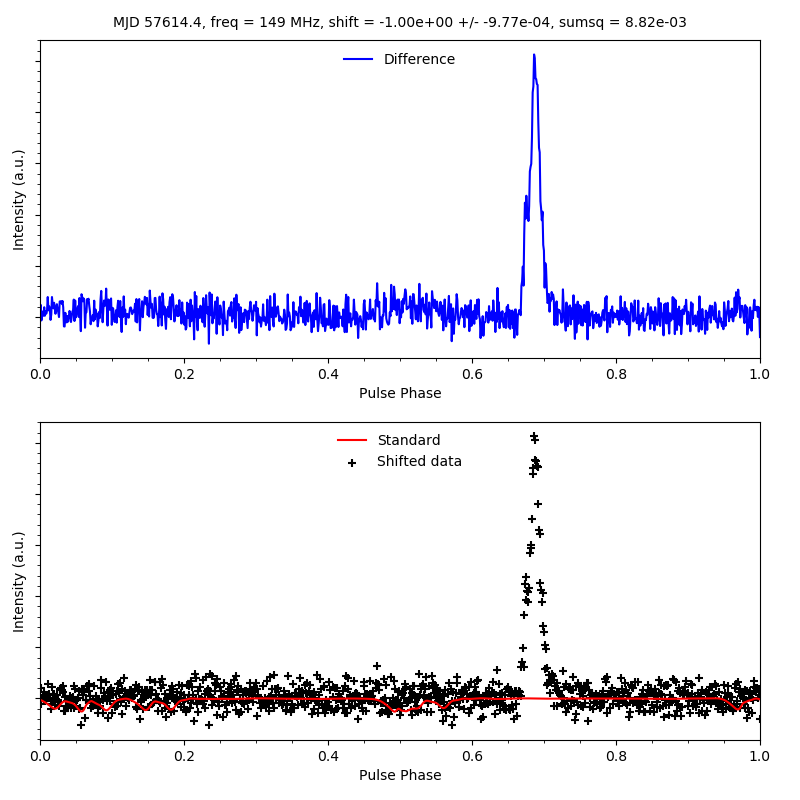 MJD 57614.4, freq = 149 MHz, shift = -1.00e+00 +/- -9.77e-04, sumsq = 8.82e-03
Difference
Intensity (a.u.)
0.0 0.2 0.4 0.6 0.8 1.0
Pulse Phase
Standard
Shifted data
Intensity (a.u.)
0.0 0.2 0.4 0.6 0.8 1.0
Pulse Phase